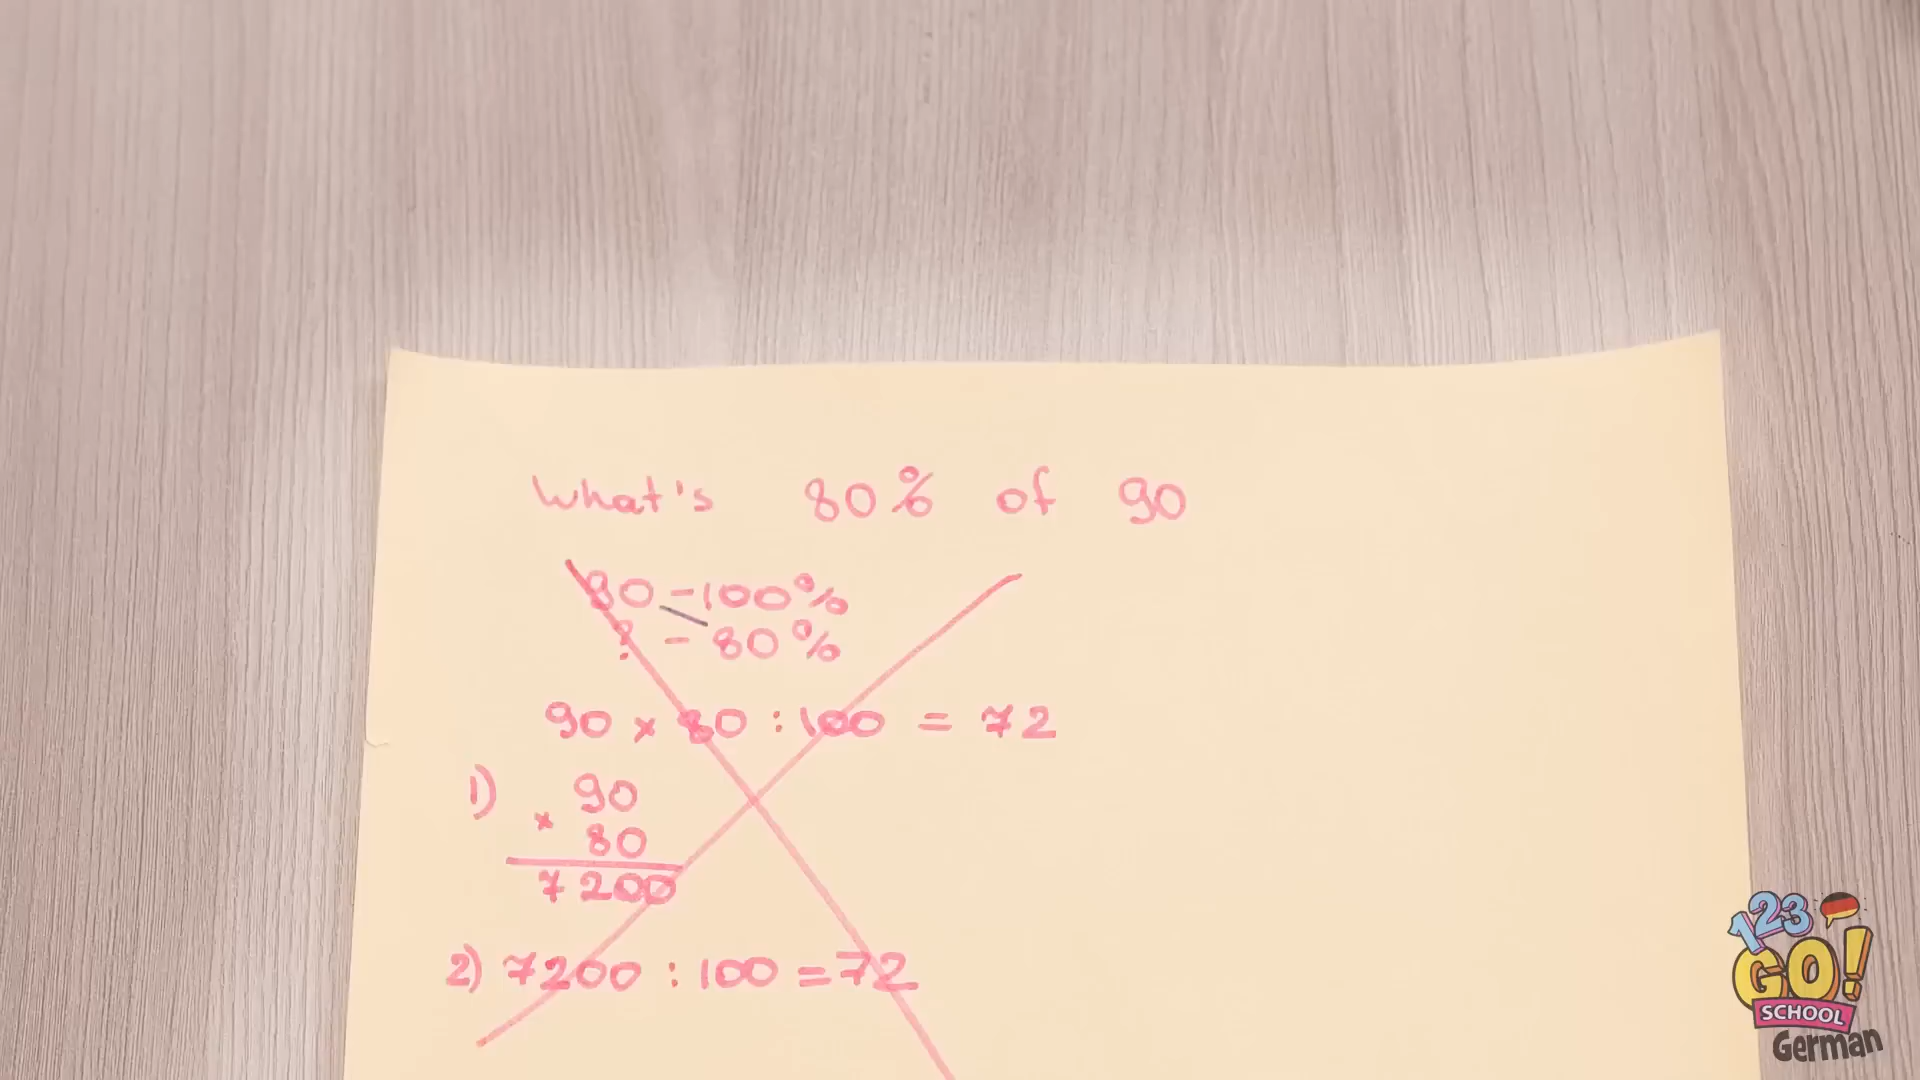 What's 80% of 90
80 - 100%
? - 80%
90 x 80 : 100 = 72
1) 90
x 80
7200
2) 7200 : 100 = 72
123
GO!
SCHOOL
German